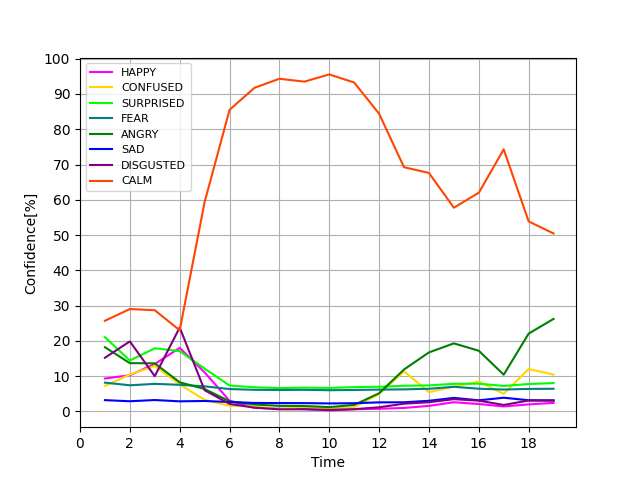 100
90
80
70
60
50
40
30
20
10
0
Confidence[%]
HAPPY
CONFUSED
SURPRISED
FEAR
ANGRY
SAD
DISGUSTED
CALM
0 2 4 6 8 10 12 14 16 18
Time